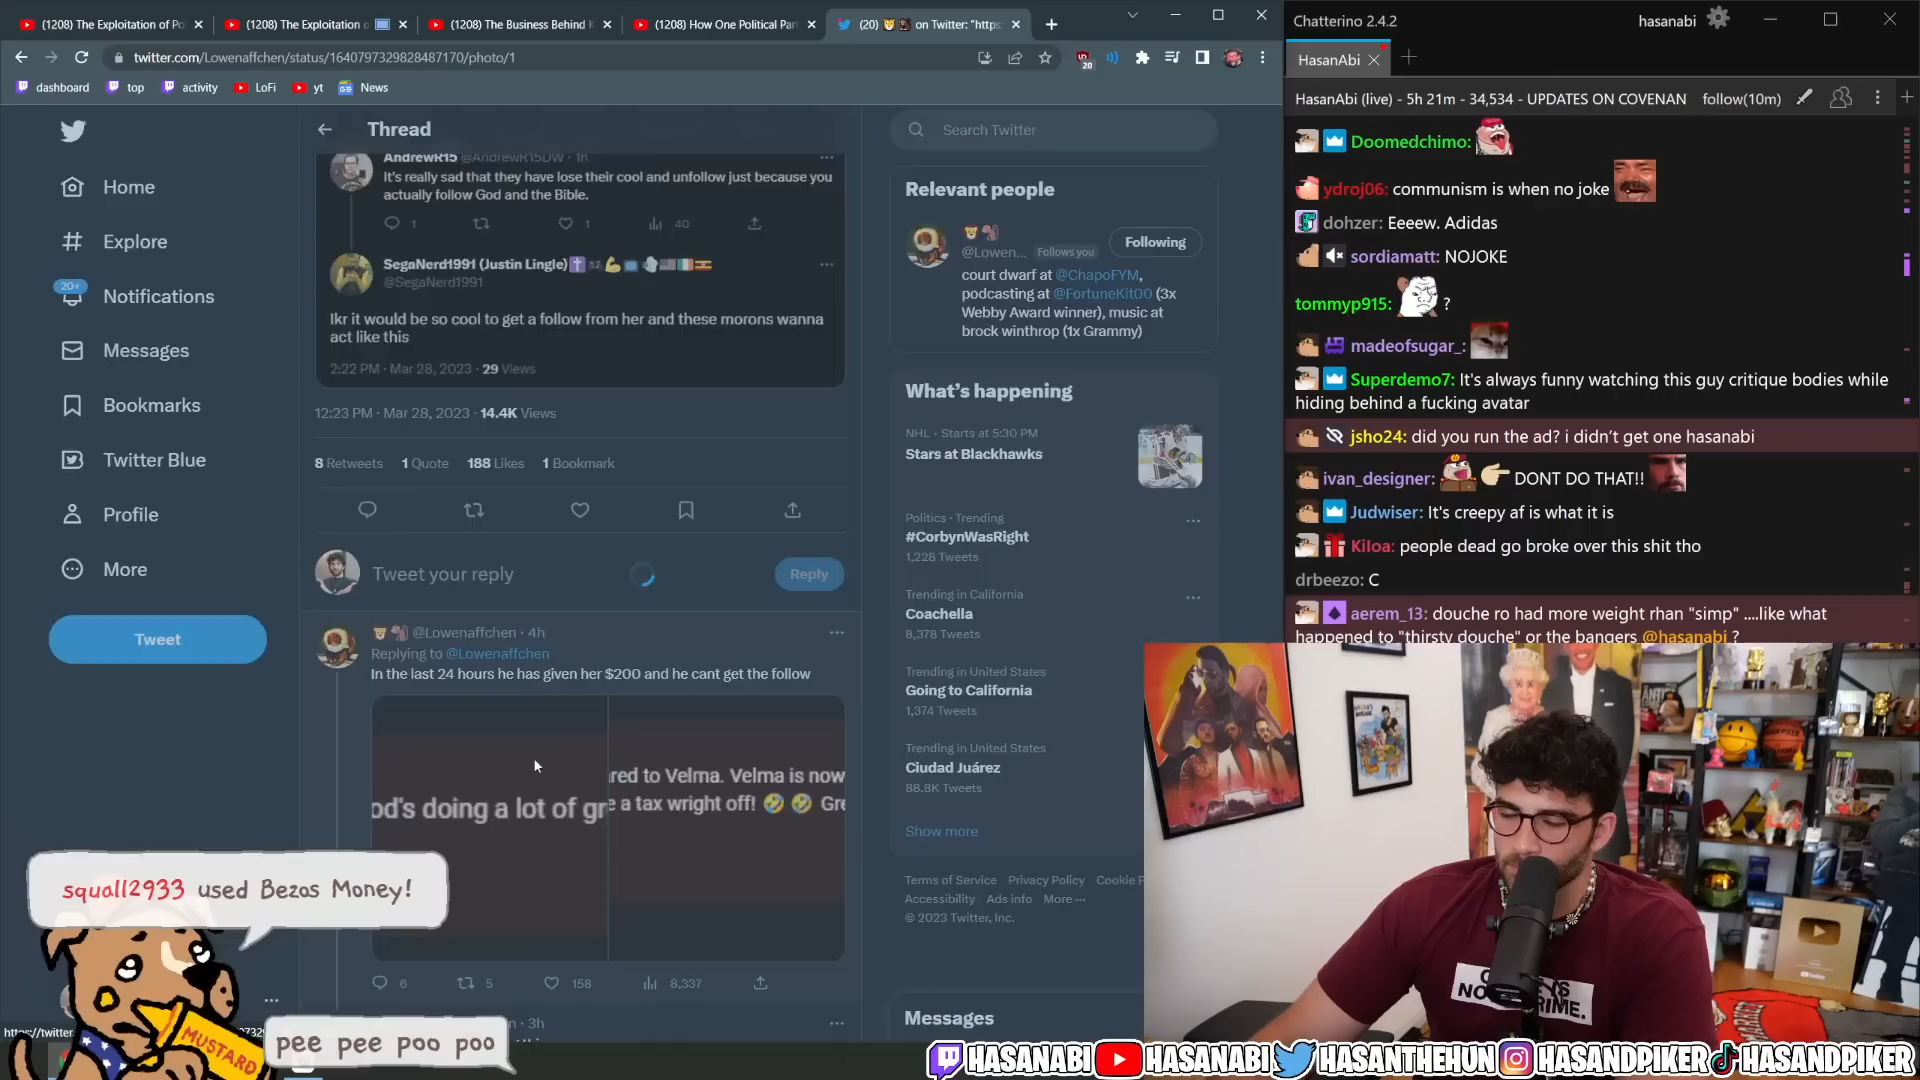 (1208) The Exploitation of Po
(1208) The Exploitation o
(1208) The Business Behind K
(1208) How One Political Par
(20) on Twitter: "https:
twitter.com/Lowenaffchen/status/1640797329828487170/photo/1
20
dashboard
top
activity
LoFi
yt
News
Home
Explore
20+
Notifications
Messages
Bookmarks
Twitter Blue
Profile
More
Tweet
Thread
AndrewR15 @AndrewR15DW · 1h
It's really sad that they have lose their cool and unfollow just because you
actually follow God and the Bible.
1
1
40
SegaNerd1991 (Justin Lingle)
@SegaNerd1991
Ikr it would be so cool to get a follow from her and these morons wanna
act like this
2:22 PM · Mar 28, 2023 · 29 Views
12:23 PM · Mar 28, 2023 · 14.4K Views
8 Retweets 1 Quote 188 Likes 1 Bookmark
Tweet your reply
Reply
@Lowenaffchen · 4h
Replying to @Lowenaffchen
In the last 24 hours he has given her $200 and he cant get the follow
od's doing a lot of gr
red to Velma. Velma is now
e a tax wright off! 🤣 🤣 Gre
6
5
158
8,337
· 3h
Search Twitter
Relevant people
@Lowen... Follows you
Following
court dwarf at @ChapoFYM,
podcasting at @FortuneKit00 (3x
Webby Award winner), music at
brock winthrop (1x Grammy)
What's happening
NHL · Starts at 5:30 PM
Stars at Blackhawks
Politics · Trending
#CorbynWasRight
1,228 Tweets
Trending in California
Coachella
8,378 Tweets
Trending in United States
Going to California
1,374 Tweets
Trending in United States
Ciudad Juárez
88.8K Tweets
Show more
Terms of Service Privacy Policy Cookie P
Accessibility Ads info More ···
© 2023 Twitter, Inc.
Messages
Chatterino 2.4.2
hasanabi
HasanAbi
HasanAbi (live) - 5h 21m - 34,534 - UPDATES ON COVENAN
follow(10m)
Doomedchimo:
ydroj06: communism is when no joke
dohzer: Eeeew. Adidas
sordiamatt: NOJOKE
tommyp915: ?
madeofsugar_:
Superdemo7: It's always funny watching this guy critique bodies while
hiding behind a fucking avatar
jsho24: did you run the ad? i didn't get one hasanabi
ivan_designer: DONT DO THAT!!
Judwiser: It's creepy af is what it is
Kiloa: people dead go broke over this shit tho
drbeezo: C
aerem_13: douche ro had more weight rhan "simp" ....like what
happened to "thirsty douche" or the bangers @hasanabi ?
squall2933 used Bezos Money!
MUSTARD
pee pee poo poo
HASANABI HASANABI HASANTHEHUN HASANDPIKER HASANDPIKER